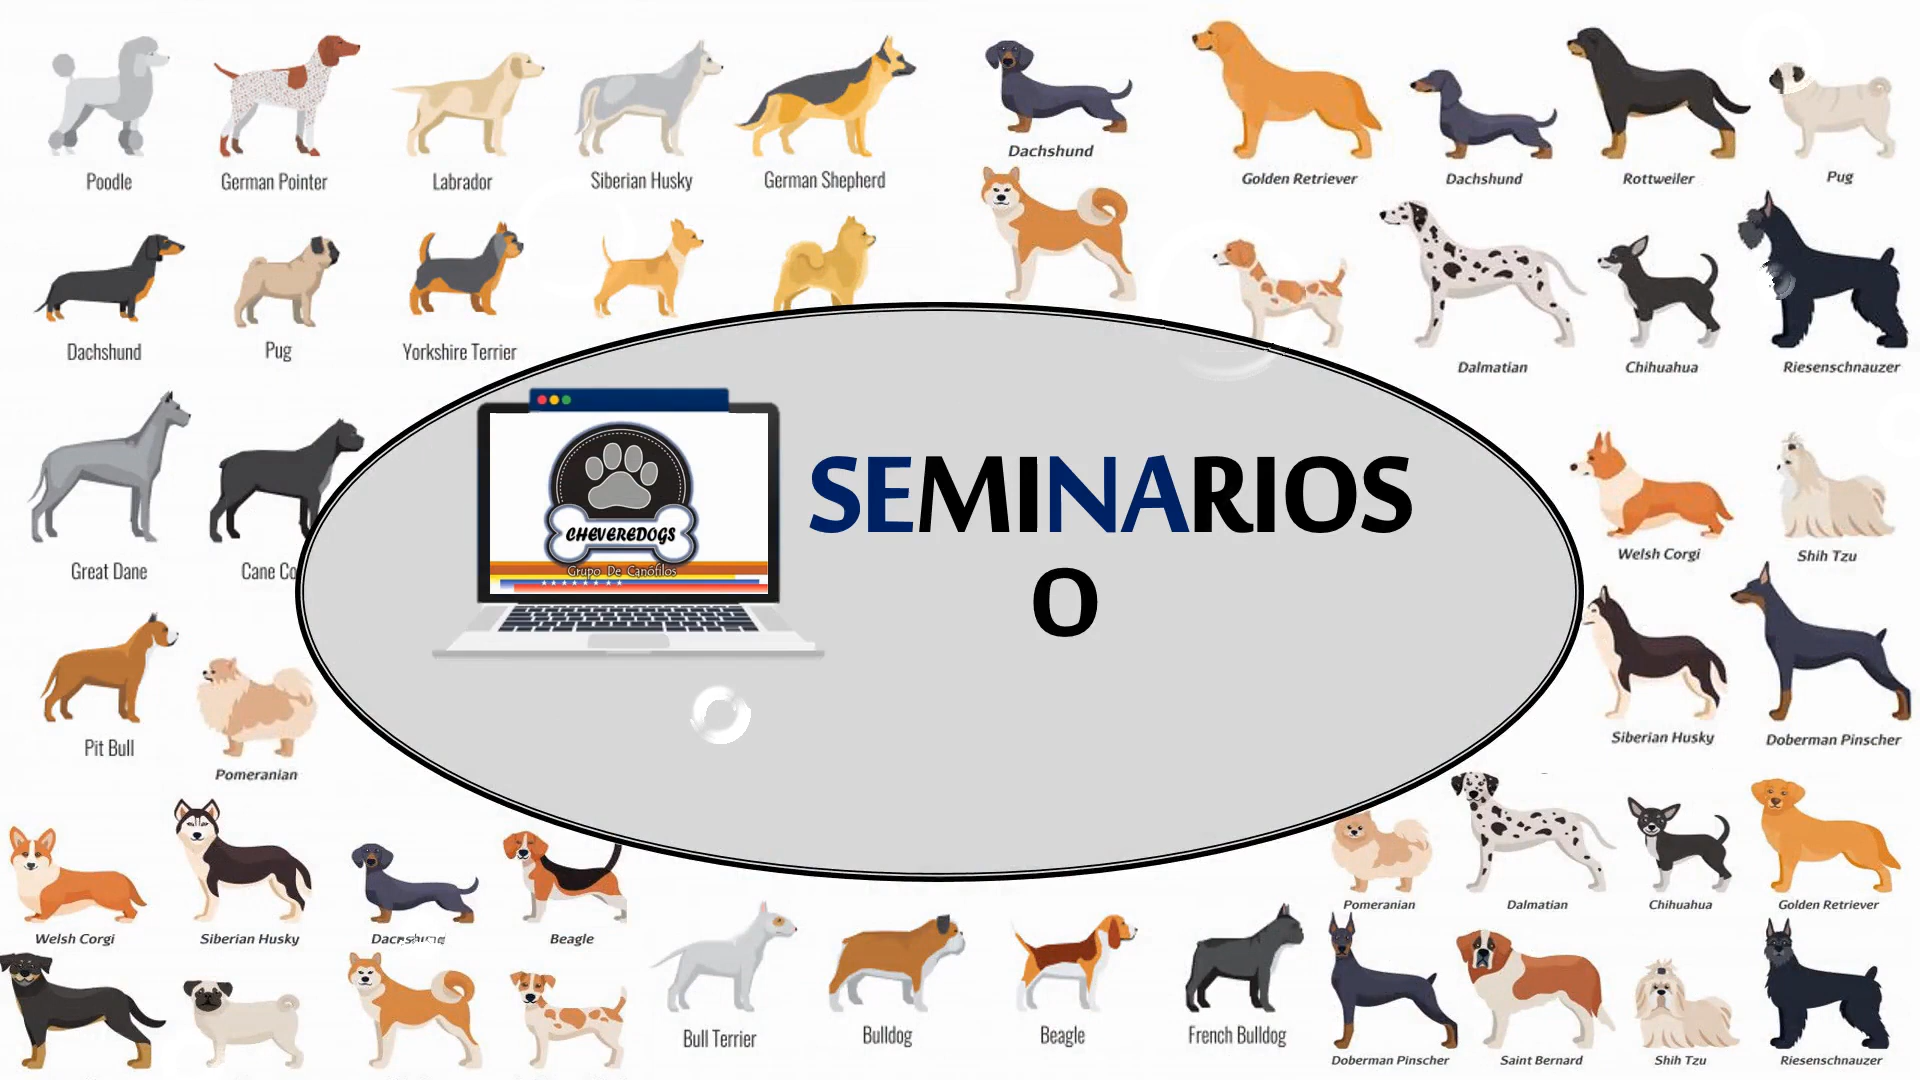 Poodle
German Pointer
Labrador
Siberian Husky
German Shepherd
Dachshund
Golden Retriever
Dachshund
Rottweiler
Pug
Dachshund
Pug
Yorkshire Terrier
Dalmatian
Chihuahua
Riesenschnauzer
CHEVEREDOGS
Grupo De Canófilos
SEMINARIOS
O
Great Dane
Cane Co
Welsh Corgi
Shih Tzu
Pit Bull
Pomeranian
Siberian Husky
Doberman Pinscher
Welsh Corgi
Siberian Husky
Beagle
Pomeranian
Dalmatian
Chihuahua
Golden Retriever
Bull Terrier
Bulldog
Beagle
French Bulldog
Doberman Pinscher
Saint Bernard
Shih Tzu
Riesenschnauzer